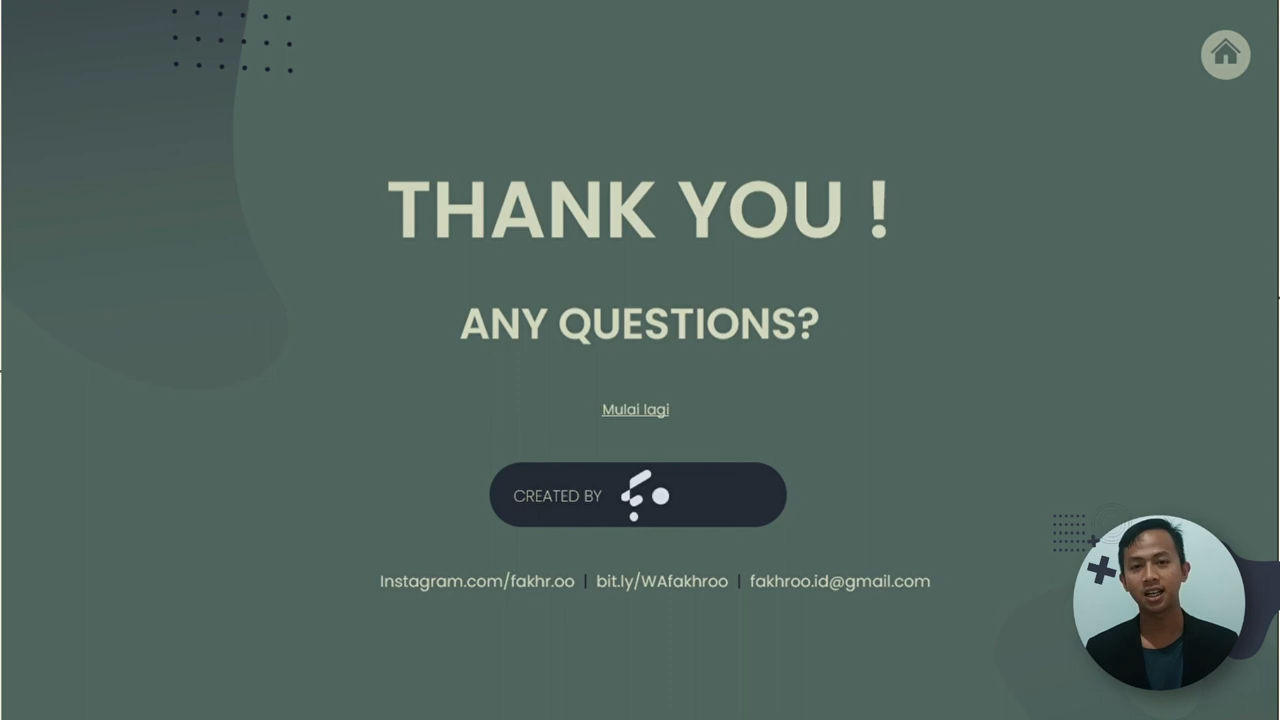 THANK YOU !
ANY QUESTIONS?
Mulai lagi
CREATED BY
Instagram.com/fakhr.oo | bit.ly/WAfakhroo | fakhroo.id@gmail.com